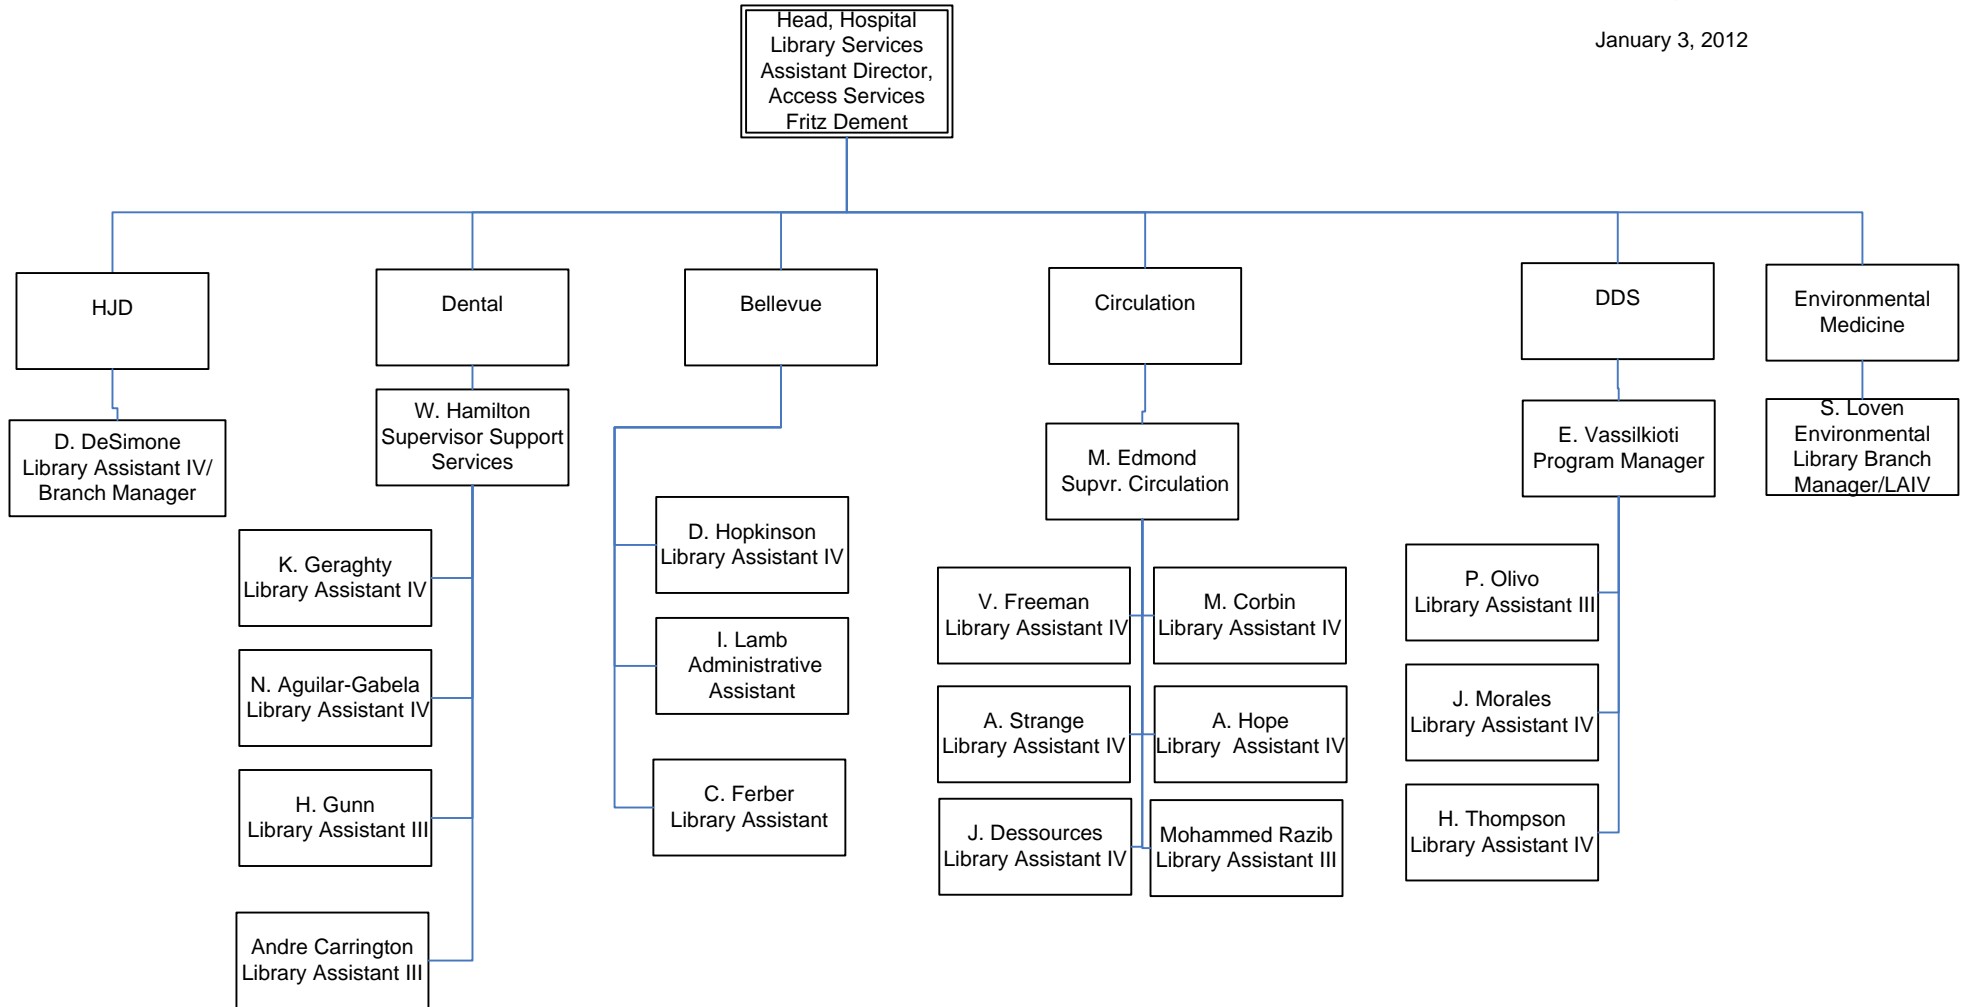 Head, Hospital
Library Services
Assistant Director,
Access Services
Fritz Dement
January 3, 2012
HJD
Dental
Bellevue
Circulation
DDS
Environmental
Medicine
D. DeSimone
Library Assistant IV/
Branch Manager
W. Hamilton
Supervisor Support
Services
M. Edmond
Supvr. Circulation
E. Vassilkioti
Program Manager
S. Loven
Environmental
Library Branch
Manager/LAIV
K. Geraghty
Library Assistant IV
N. Aguilar-Gabela
Library Assistant IV
H. Gunn
Library Assistant III
Andre Carrington
Library Assistant III
D. Hopkinson
Library Assistant IV
I. Lamb
Administrative
Assistant
C. Ferber
Library Assistant
V. Freeman
Library Assistant IV
M. Corbin
Library Assistant IV
A. Strange
Library Assistant IV
A. Hope
Library  Assistant IV
J. Dessources
Library Assistant IV
Mohammed Razib
Library Assistant III
P. Olivo
Library Assistant III
J. Morales
Library Assistant IV
H. Thompson
Library Assistant IV